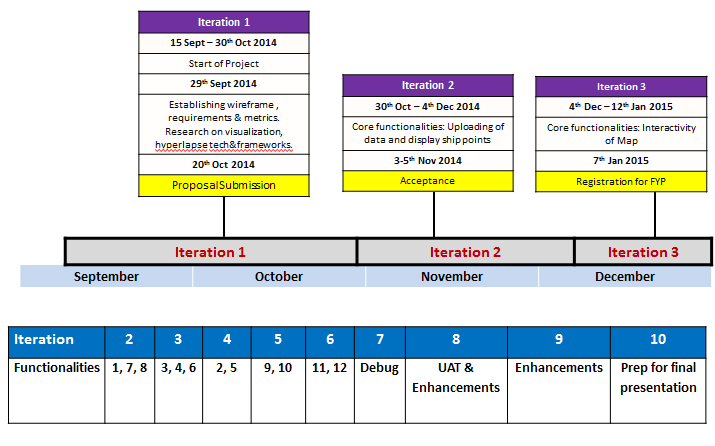 Iteration 1
15 Sept – 30th Oct 2014
Start of Project
29th Sept 2014
Establishing wireframe ,
requirements & metrics.
Research on visualization,
hyperlapse tech&frameworks.
20th Oct 2014
Proposal Submission
Iteration 2
30th Oct – 4th Dec 2014
Core functionalities: Uploading of
data and display ship points
3-5th Nov 2014
Acceptance
Iteration 3
4th Dec – 12th Jan 2015
Core functionalities: Interactivity
of Map
7th Jan 2015
Registration for FYP
Iteration 1 Iteration 2 Iteration 3
September October November December
Iteration 2 3 4 5 6 7 8 9 10
Functionalities 1, 7, 8 3, 4, 6 2, 5 9, 10 11, 12 Debug UAT & Enhancements Prep for final
Enhancements presentation